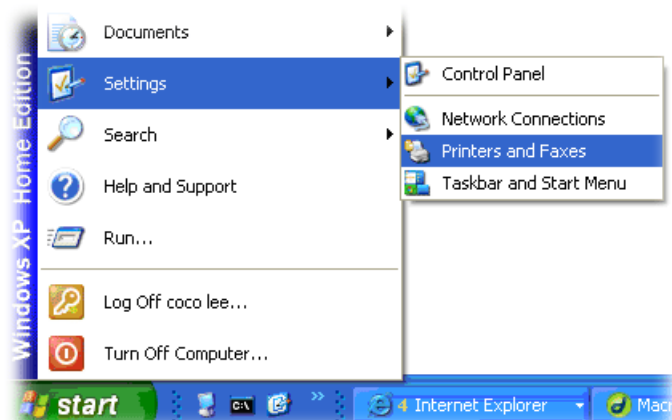 Documents
Settings
Search
Help and Support
Run...
Log Off coco lee...
Turn Off Computer...
Control Panel
Network Connections
Printers and Faxes
Taskbar and Start Menu
Windows XP Home Edition
start
C:\
»
4 Internet Explorer
Mac